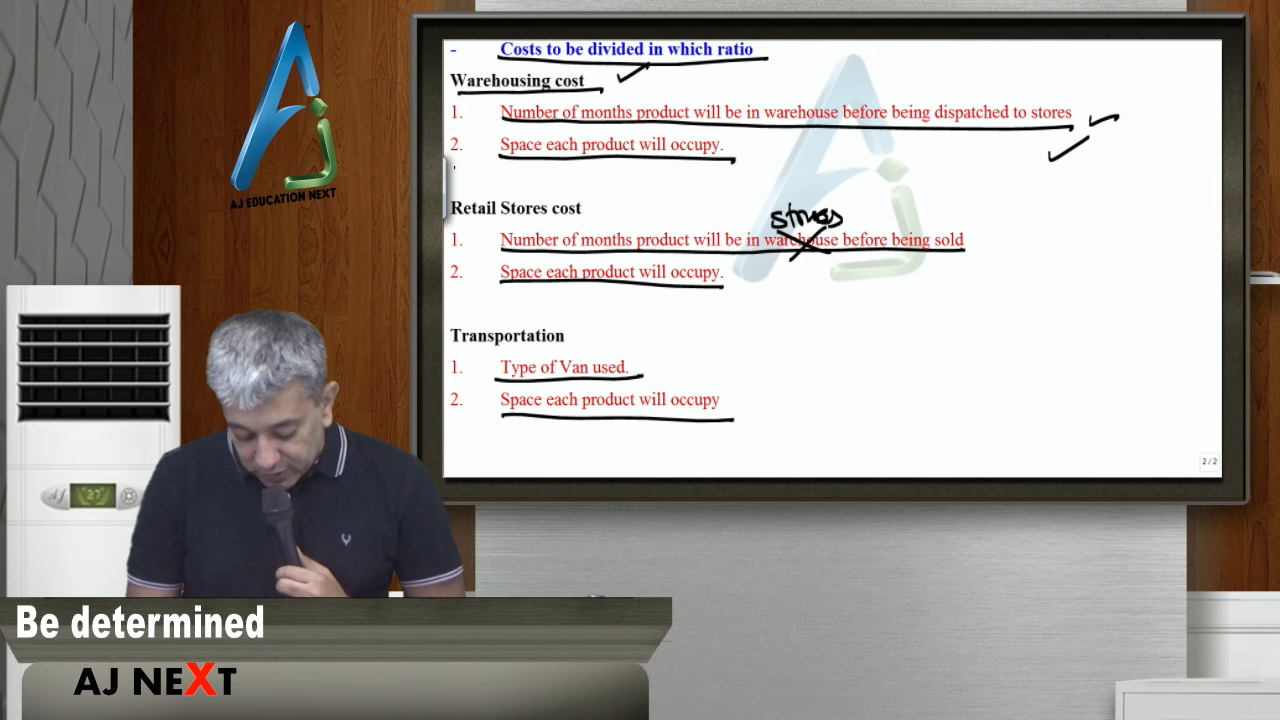 AJ EDUCATION NEXT
- Costs to be divided in which ratio
Warehousing cost
1. Number of months product will be in warehouse before being dispatched to stores
2. Space each product will occupy.
Retail Stores cost
stores
1. Number of months product will be in warehouse before being sold
2. Space each product will occupy.
Transportation
1. Type of Van used.
2. Space each product will occupy
2/2
AJ
27
Be determined
AJ NEXT